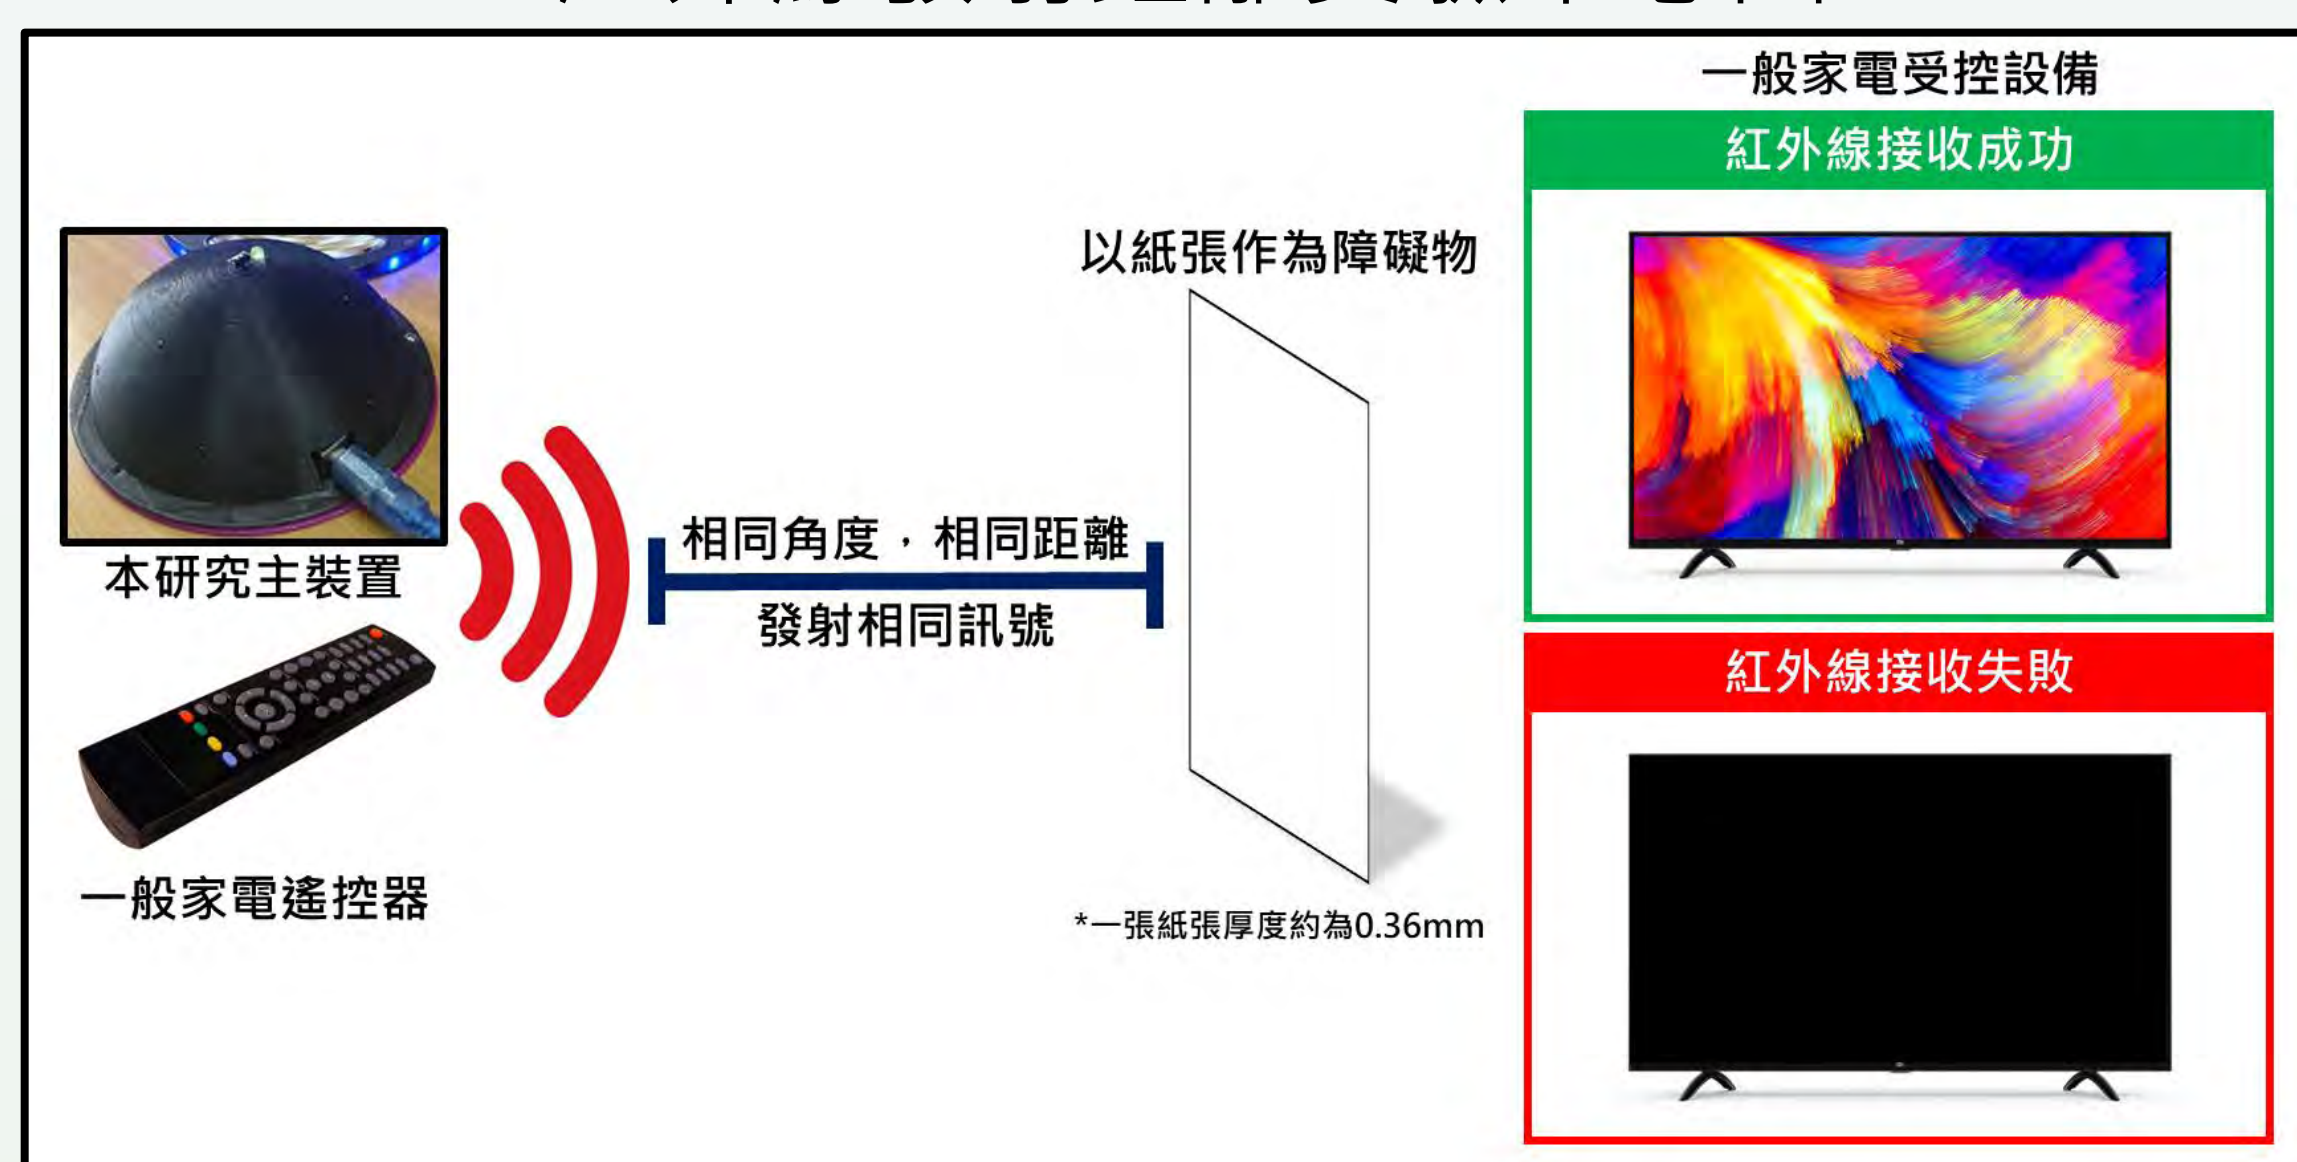 一般家電受控設備
紅外線接收成功
以紙張作為障礙物
相同角度，相同距離
發射相同訊號
本研究主裝置
紅外線接收失敗
一般家電遙控器
*一張紙張厚度約為0.36mm